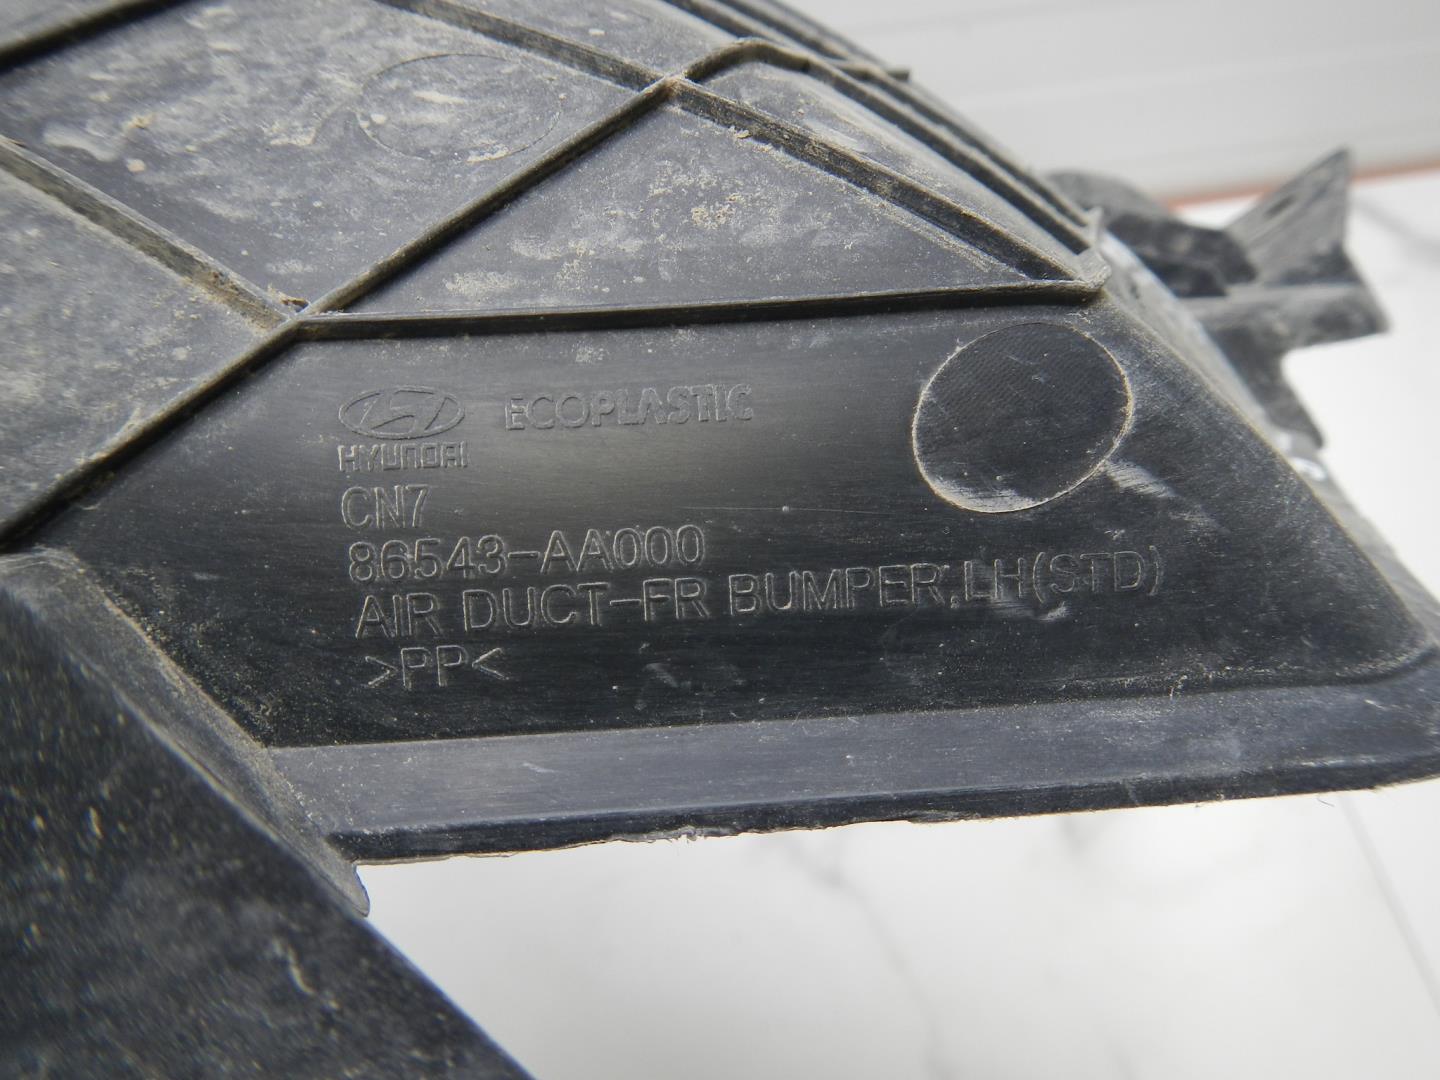 HYUNDAI ECOPLASTIC
CN7
86543-AA000
AIR DUCT-FR BUMPER,LH(STD)
>PP<